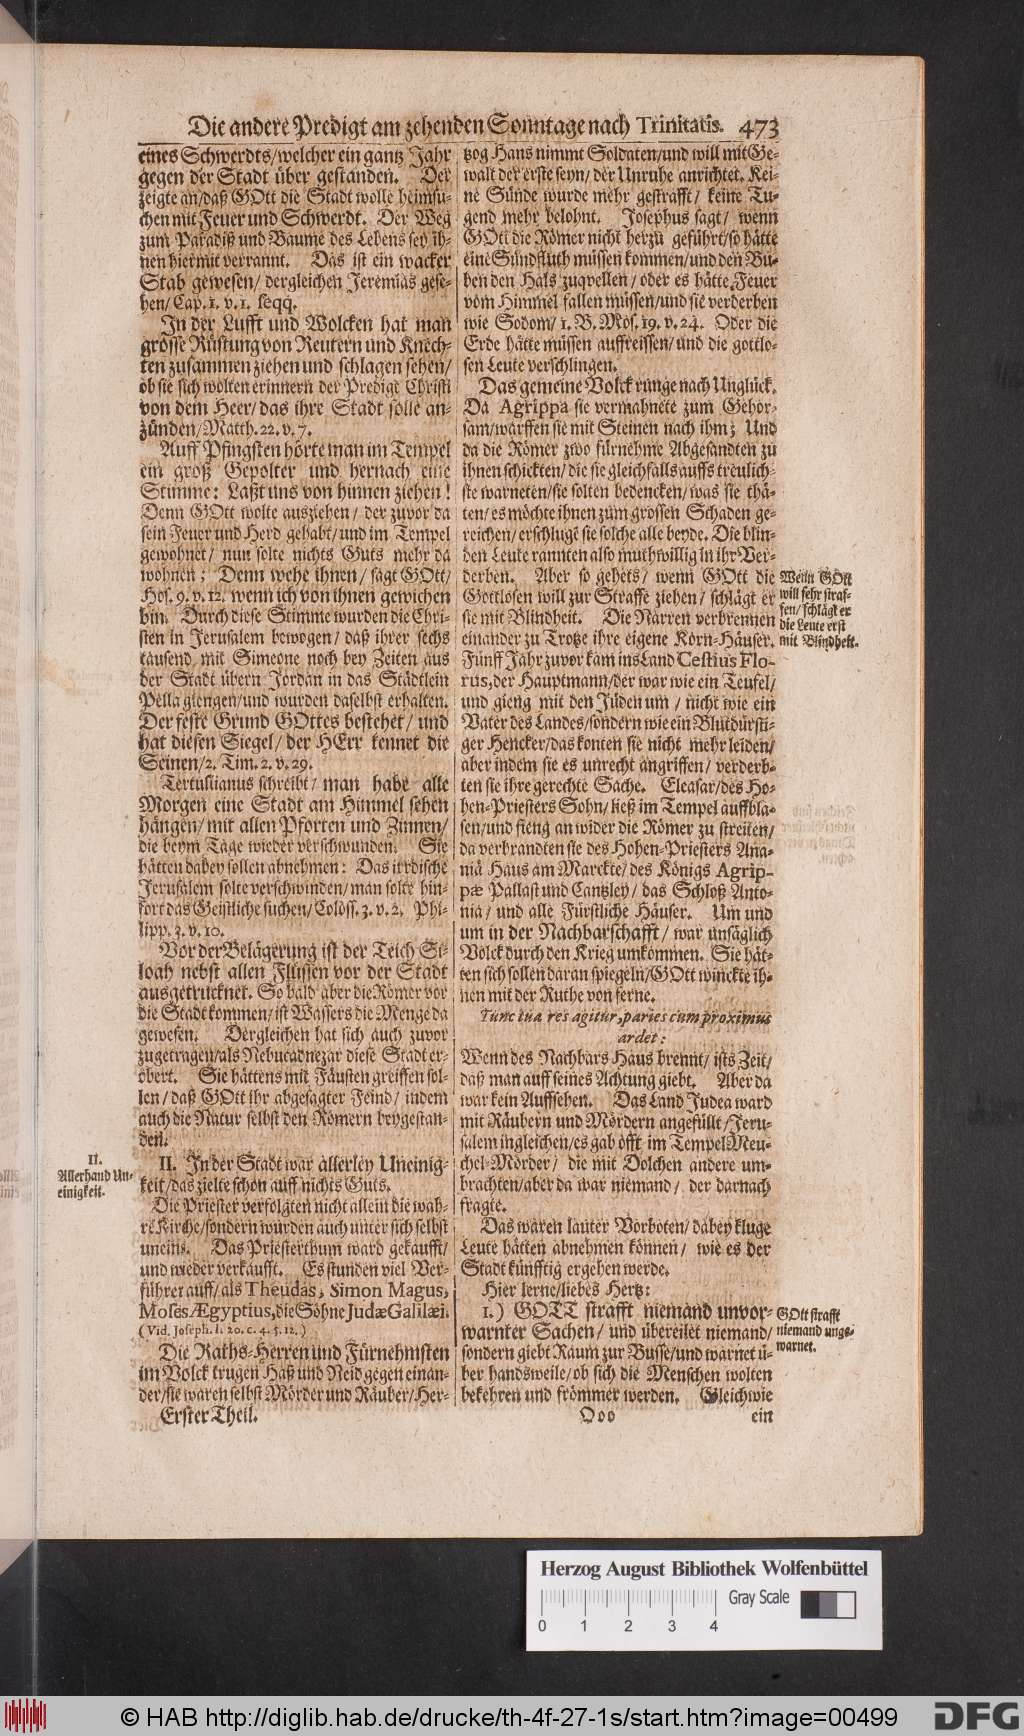 Die andere Predigt am zehenden Sonntage nach Trinitatis. 473
eines Schwerdts/welcher ein gantz Jahr
gegen der Stadt über gestanden. Der
zeigte an/daß GOtt die Stadt wolle heimsu-
chen mit Feuer und Schwerdt. Der Weg
zum Paradiß und Baume des Lebens sey ih-
nen hiermit verrannt. Das ist ein wacker
Stab gewesen/ dergleichen Jeremias gese-
hen/ Cap. 1. v. 1. seqq.
In der Lufft und Wolcken hat man
grosse Rüstung von Reutern und Knech-
ten zusammen ziehen und schlagen sehen/
ob sie sich wolten erinnern der Predigt Christi
von dem Heer/ das ihre Stadt solle an-
zünden/Matth. 22. v. 7.
Auff Pfingsten hörte man im Tempel
ein groß Gepolter und hernach eine
Stimme: Laßt uns von hinnen ziehen!
Denn GOtt wolte ausziehen/ der zuvor da
sein Feuer und Herd gehabt/und im Tempel
gewohnet/ nun solte nichts Guts mehr da
wohnen; Denn wehe ihnen/ sagt GOtt/
Hos. 9. v. 12. wenn ich von ihnen gewichen
bin. Durch diese Stimme wurden die Chri-
sten in Jerusalem bewogen/ daß ihrer sechs
tausend mit Simeone noch bey Zeiten aus
der Stadt übern Jordan in das Städtlein
Pella giengen/und wurden daselbst erhalten.
Der feste Grund GOttes bestehet/ und
hat diesen Siegel/ der HErr kennet die
Seinen/2. Tim. 2. v. 29.
Tertullianus schreibt/ man habe alle
Morgen eine Stadt am Himmel sehen
hängen/ mit allen Pforten und Zinnen/
die beym Tage wieder verschwunden. Sie
hätten dabey sollen abnehmen: Das irrdische
Jerusalem solte verschwinden/man solte hin-
fort das Geistliche suchen/Coloss. 3. v. 2. Phi-
lipp. 3. v. 10.
Vor der Belägerung ist der Teich Si-
loah nebst allen Flüssen vor der Stadt
ausgetrucknet. So bald aber die Römer vor
die Stadt kommen/ ist Wassers die Menge da
gewesen. Dergleichen hat sich auch zuvor
zugetragen/als Nebucadnezar diese Stadt er-
obert. Sie hättens mit Fäusten greiffen sol-
len/ daß GOtt ihr abgesagter Feind/ indem
auch die Natur selbst den Römern beygestan-
den.
II.
Allerhand Un-
einigkeit.
II. In der Stadt war allerley Uneinig-
keit/das zielte schon auff nichts Guts.
Die Priester verfolgten nicht allein die wah-
re Kirche/sondern wurden auch unter sich selbst
uneins. Das Priesterthum ward gekaufft/
und wieder verkaufft. Es stunden viel Ver-
führer auff/als Theudas, Simon Magus,
Moses Ægyptius, die Söhne Judæ Galilæi.
(Vid. Joseph. l. 20. c. 4. 5. 12.)
Die Raths-Herren und Fürnehmsten
im Volck trugen Haß und Neid gegen einan-
der/sie waren selbst Mörder und Räuber/Her-
Erster Theil.
tzog Hans nimmt Soldaten/und will mit Ge-
walt der erste seyn/ der Unruhe anrichtet. Kei-
ne Sünde wurde mehr gestrafft/ keine Tu-
gend mehr belohnt. Josephus sagt/ wenn
GOtt die Römer nicht herzu geführt/so hätte
eine Sündfluth müssen kommen/und den Bu-
ben den Hals zuqvellen/ oder es hätte Feuer
vom Himmel fallen müssen/und sie verderben
wie Sodom/ 1. B. Mos. 19. v. 24. Oder die
Erde hätte müssen auffreissen/ und die gottlo-
sen Leute verschlingen.
Das gemeine Volck runge nach Unglück.
Da Agrippa sie vermahnete zum Gehor-
sam/warffen sie mit Steinen nach ihm; Und
da die Römer zwo fürnehme Abgesandten zu
ihnen schickten/ die sie gleichfalls auffs treulich-
ste warneten/sie solten bedencken/was sie thä-
ten/es möchte ihnen zum grossen Schaden ge-
reichen/erschluge sie solche alle beyde. Die blin-
den Leute rannten also muthwillig in ihr Ver-
derben. Aber so gehets/ wenn GOtt die
Gottlosen will zur Straffe ziehen/ schlägt er
sie mit Blindheit. Die Narren verbrennen
einander zu Trotze ihre eigene Korn-Häuser.
Fünff Jahr zuvor kam ins Land Cestius Flo-
rus, der Hauptmann/der war wie ein Teufel/
und gieng mit den Jüden um/ nicht wie ein
Vater des Landes/sondern wie ein Blutdürsti-
ger Hencker/das konten sie nicht mehr leiden/
aber indem sie es unrecht angriffen/ verderb-
ten sie ihre gerechte Sache. Eleasar/des Ho-
hen-Priesters Sohn/ ließ im Tempel auffbla-
sen/und fieng an wider die Römer zu streiten/
da verbrandten sie des Hohen-Priesters Ana-
niä Haus am Marckte/ des Königs Agrip-
pæ Pallast und Cantzley/ das Schloß Anto-
nia/ und alle Fürstliche Häuser. Um und
um in der Nachbarschafft/ war unsäglich
Volck durch den Krieg umkommen. Sie hät-
ten sich sollen daran spiegeln/GOtt winckte ih-
nen mit der Ruthe von ferne.
Tunc tua res agitur, paries cum proximus
ardet:
Wenn des Nachbars Haus brennt/ ists Zeit/
daß man auff seines Achtung giebt. Aber da
war kein Auffsehen. Das Land Judea ward
mit Räubern und Mördern angefüllt/Jeru-
salem ingleichen/es gab offt im Tempel Meu-
chel-Mörder/ die mit Dolchen andere um-
brachten/aber da war niemand/ der darnach
fragte.
Das waren lauter Vorboten/ dabey kluge
Leute hätten abnehmen können/ wie es der
Stadt künfftig ergehen werde.
Hier lerne/liebes Hertz:
1.) GOTT strafft niemand unvor-
warnter Sachen/ und übereilet niemand/
sondern giebt Raum zur Busse/und warnet ü-
ber handsweile/ob sich die Menschen wolten
bekehren und frömmer werden. Gleichwie
Ooo ein
Wenn GOtt
will sehr straf-
fen/schlägt er
die Leute erst
mit Blindheit.
GOtt strafft
niemand unge-
warnet.
Herzog August Bibliothek Wolfenbüttel
Gray Scale
0 1 2 3 4
© HAB http://diglib.hab.de/drucke/th-4f-27-1s/start.htm?image=00499
DFG